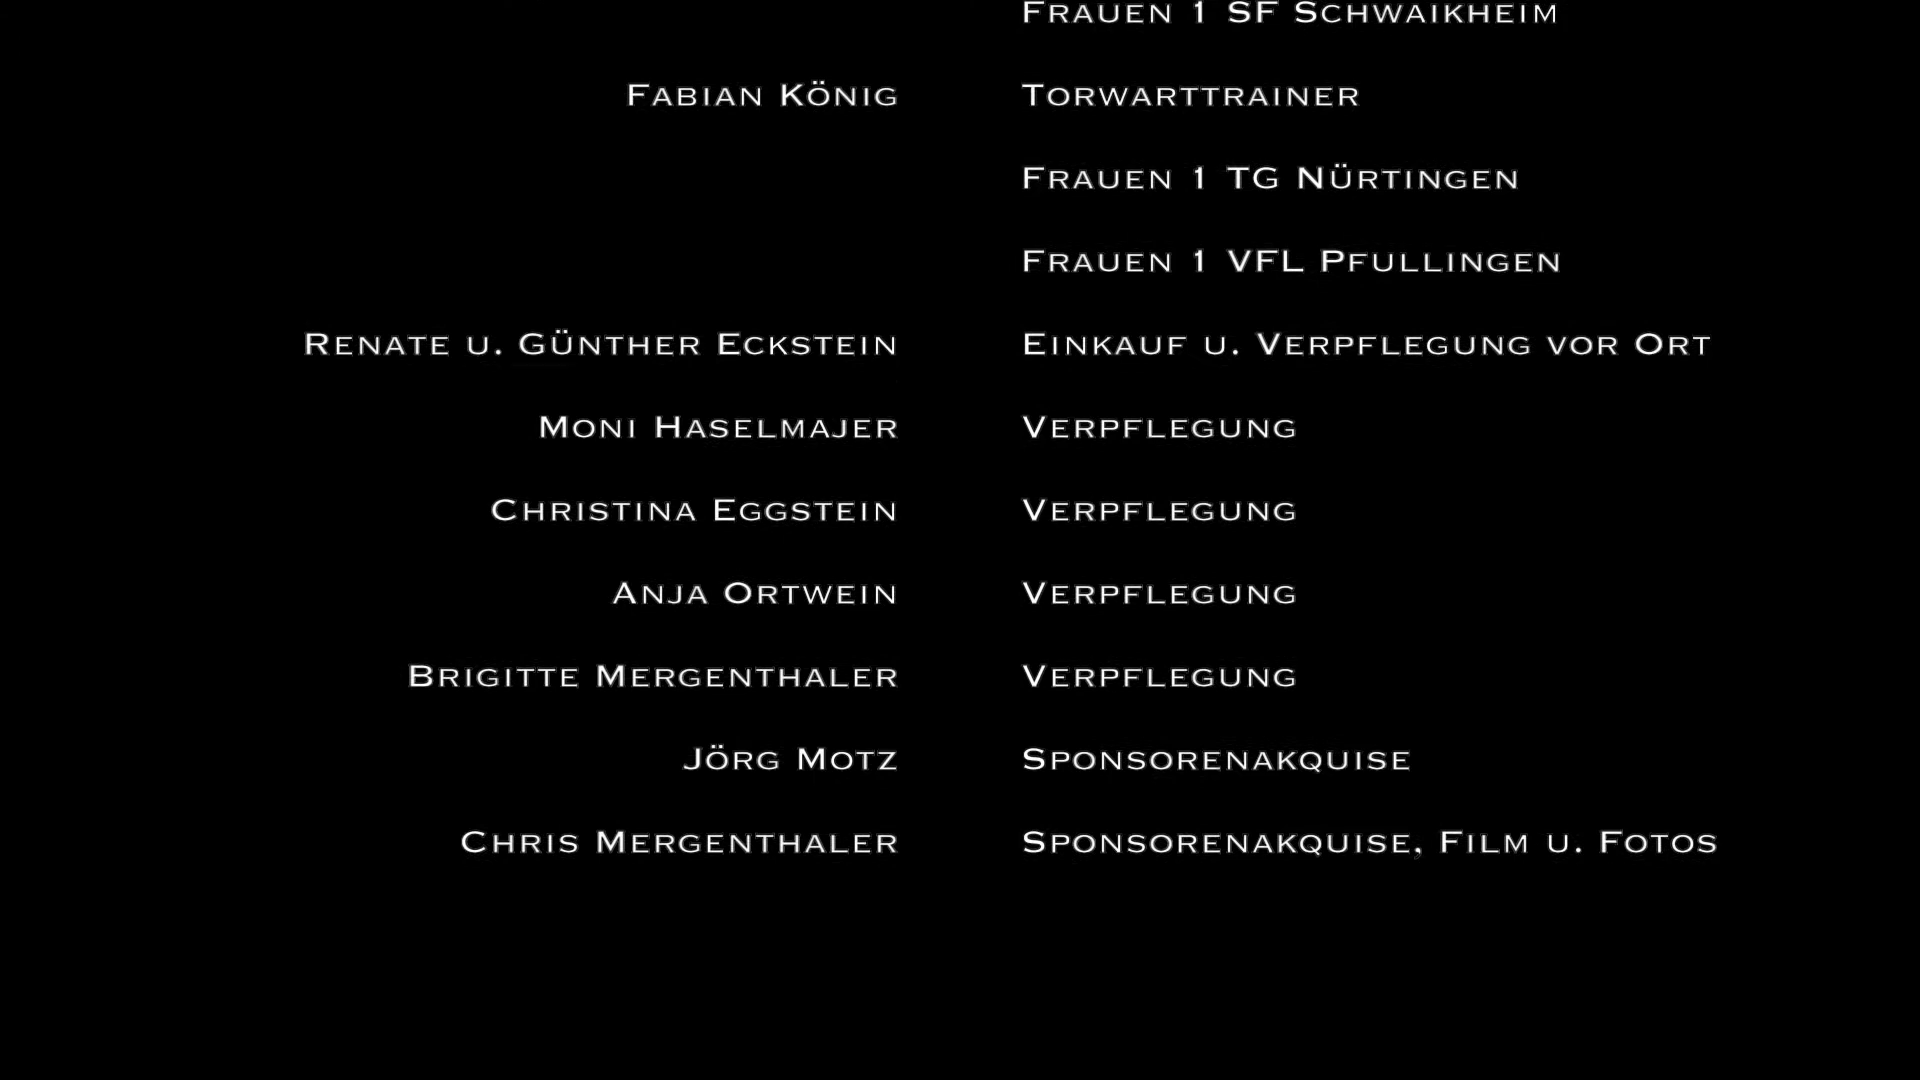 Frauen 1 SF Schwaikheim
Fabian König Torwarttrainer
Frauen 1 TG Nürtingen
Frauen 1 VFL Pfullingen
Renate u. Günther Eckstein Einkauf u. Verpflegung vor Ort
Moni Haselmajer Verpflegung
Christina Eggstein Verpflegung
Anja Ortwein Verpflegung
Brigitte Mergenthaler Verpflegung
Jörg Motz Sponsorenakquise
Chris Mergenthaler Sponsorenakquise, Film u. Fotos